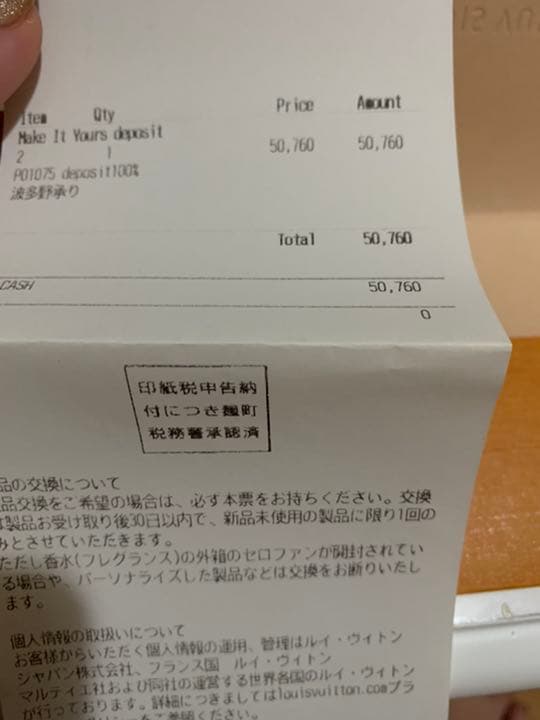 Item Qty Price Amount
Make It Yours deposit
2 1 50,760 50,760
P01075 deposit100%
波多野承り
Total 50,760
CASH 50,760
0
印紙税申告納
付につき麹町
税務署承認済
品の交換について
品交換をご希望の場合は、必ず本票をお持ちください。交換
は製品お受け取り後30日以内で、新品未使用の製品に限り1回の
みとさせていただきます。
ただし香水(フレグランス)の外箱のセロファンが開封されてい
る場合や、パーソナライズした製品などは交換をお断りいたし
ます。
個人情報の取扱いについて
お客様からいただく個人情報の運用、管理はルイ・ヴィトン
ジャパン株式会社、フランス国 ルイ・ヴィトン
マルティエ社および同社の運営する世界各国のルイ・ヴィトン
が行っております。詳細につきましてはlouisvuitton.comプラ
をご参照ください。